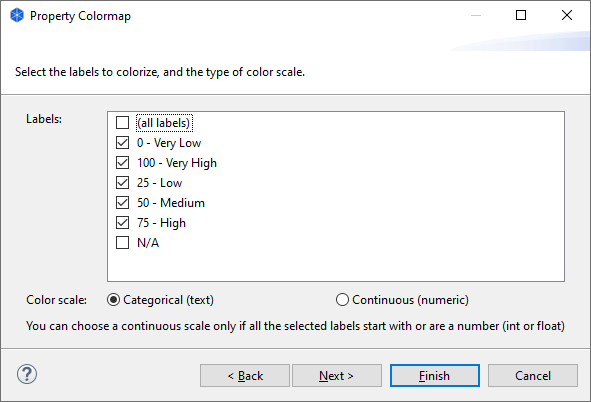 Property Colormap
Select the labels to colorize, and the type of color scale.
Labels:
(all labels)
0 - Very Low
100 - Very High
25 - Low
50 - Medium
75 - High
N/A
Color scale: Categorical (text) Continuous (numeric)
You can choose a continuous scale only if all the selected labels start with or are a number (int or float)
? < Back Next > Finish Cancel